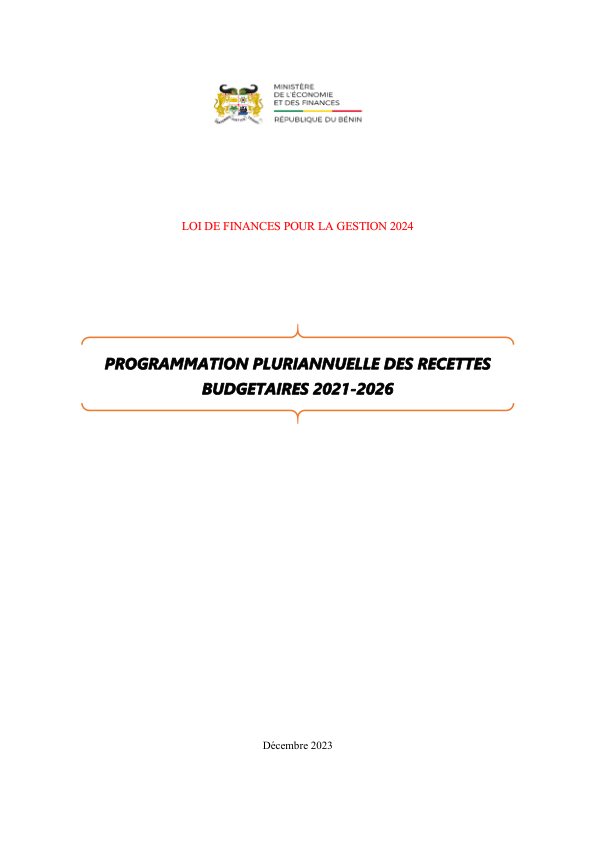 MINISTÈRE
DE L'ÉCONOMIE
ET DES FINANCES
RÉPUBLIQUE DU BÉNIN
LOI DE FINANCES POUR LA GESTION 2024
PROGRAMMATION PLURIANNUELLE DES RECETTES
BUDGETAIRES 2021-2026
Décembre 2023